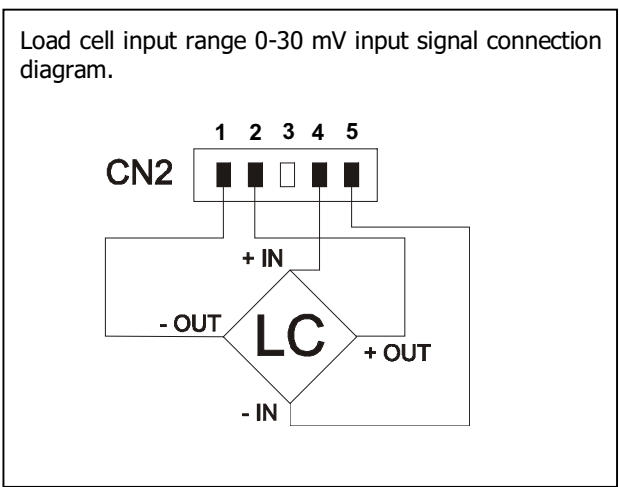 Load cell input range 0-30 mV input signal connection
diagram.
1 2 3 4 5
CN2
+ IN
- OUT
LC
+ OUT
- IN